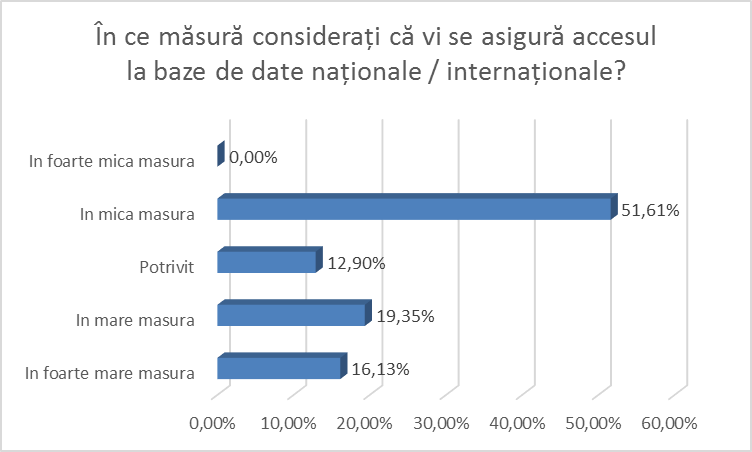 În ce măsură considerați că vi se asigură accesul
la baze de date naționale / internaționale?
In foarte mica masura
0,00%
In mica masura
51,61%
Potrivit
12,90%
In mare masura
19,35%
In foarte mare masura
16,13%
0,00%
10,00%
20,00%
30,00%
40,00%
50,00%
60,00%